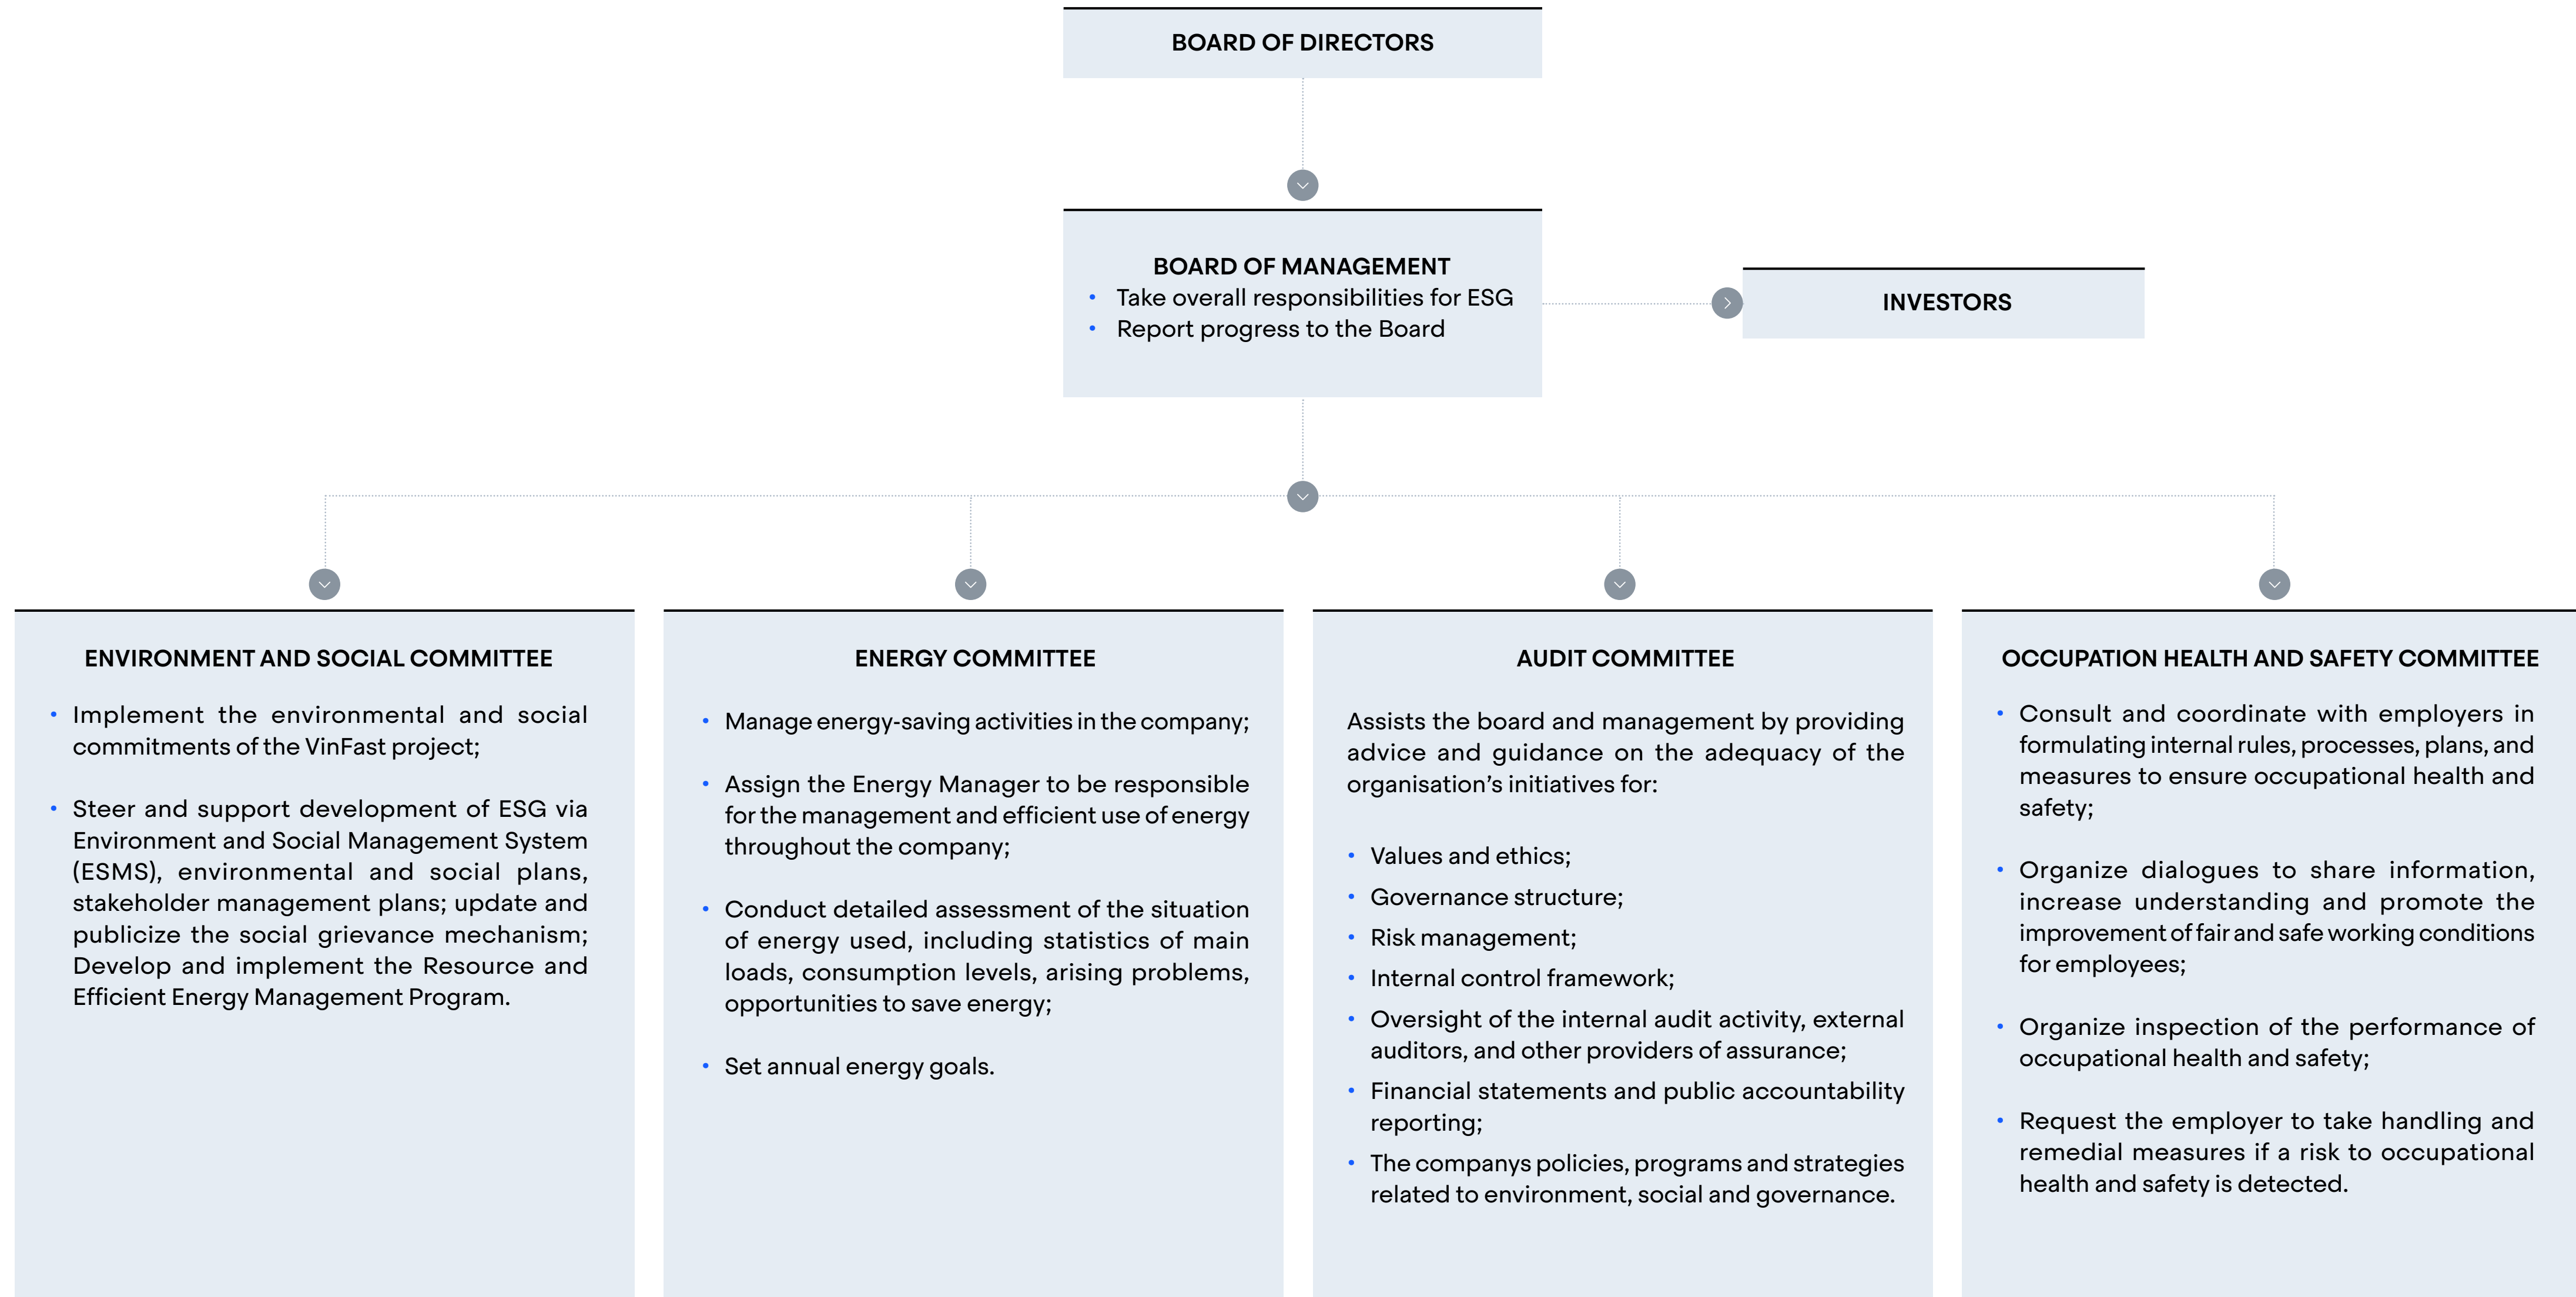 BOARD OF DIRECTORS
BOARD OF MANAGEMENT
• Take overall responsibilities for ESG
• Report progress to the Board
INVESTORS
ENVIRONMENT AND SOCIAL COMMITTEE
• Implement the environmental and social
commitments of the VinFast project;
• Steer and support development of ESG via
Environment and Social Management System
(ESMS), environmental and social plans,
stakeholder management plans; update and
publicize the social grievance mechanism;
Develop and implement the Resource and
Efficient Energy Management Program.
ENERGY COMMITTEE
• Manage energy-saving activities in the company;
• Assign the Energy Manager to be responsible
for the management and efficient use of energy
throughout the company;
• Conduct detailed assessment of the situation
of energy used, including statistics of main
loads, consumption levels, arising problems,
opportunities to save energy;
• Set annual energy goals.
AUDIT COMMITTEE
Assists the board and management by providing
advice and guidance on the adequacy of the
organisation’s initiatives for:
• Values and ethics;
• Governance structure;
• Risk management;
• Internal control framework;
• Oversight of the internal audit activity, external
auditors, and other providers of assurance;
• Financial statements and public accountability
reporting;
• The companys policies, programs and strategies
related to environment, social and governance.
OCCUPATION HEALTH AND SAFETY COMMITTEE
• Consult and coordinate with employers in
formulating internal rules, processes, plans, and
measures to ensure occupational health and
safety;
• Organize dialogues to share information,
increase understanding and promote the
improvement of fair and safe working conditions
for employees;
• Organize inspection of the performance of
occupational health and safety;
• Request the employer to take handling and
remedial measures if a risk to occupational
health and safety is detected.